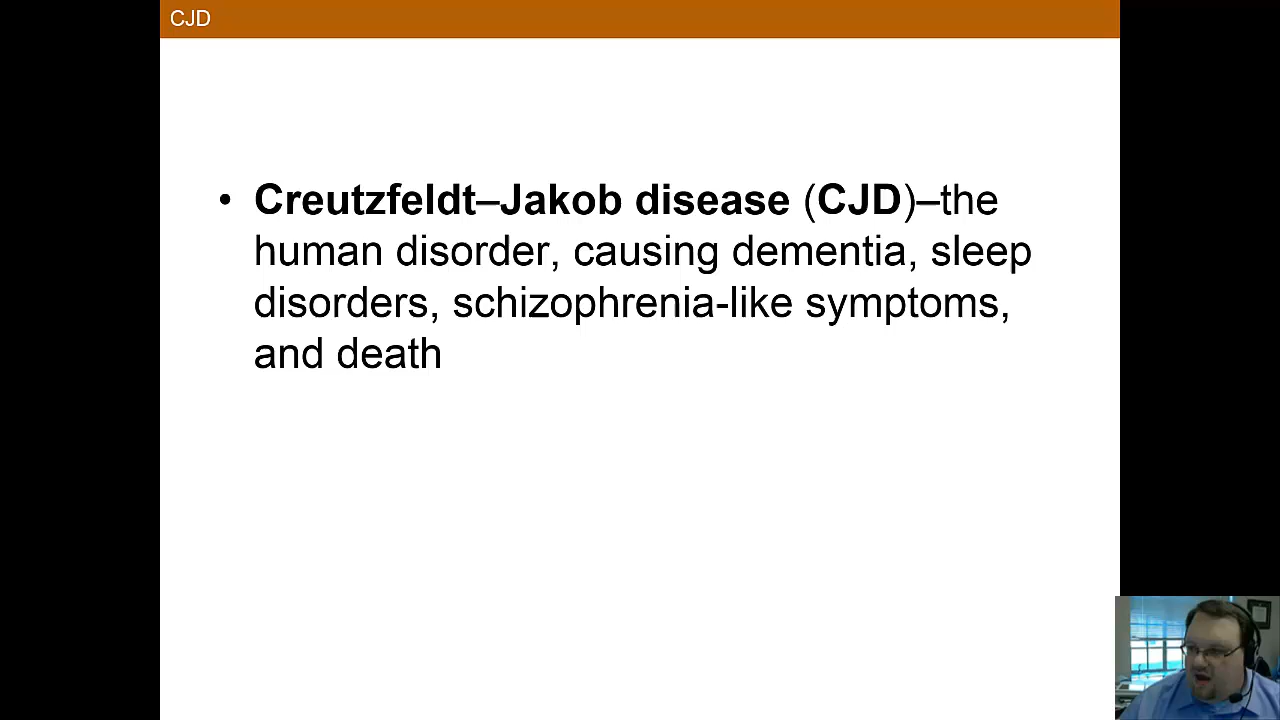 CJD
• Creutzfeldt–Jakob disease (CJD)–the
human disorder, causing dementia, sleep
disorders, schizophrenia-like symptoms,
and death